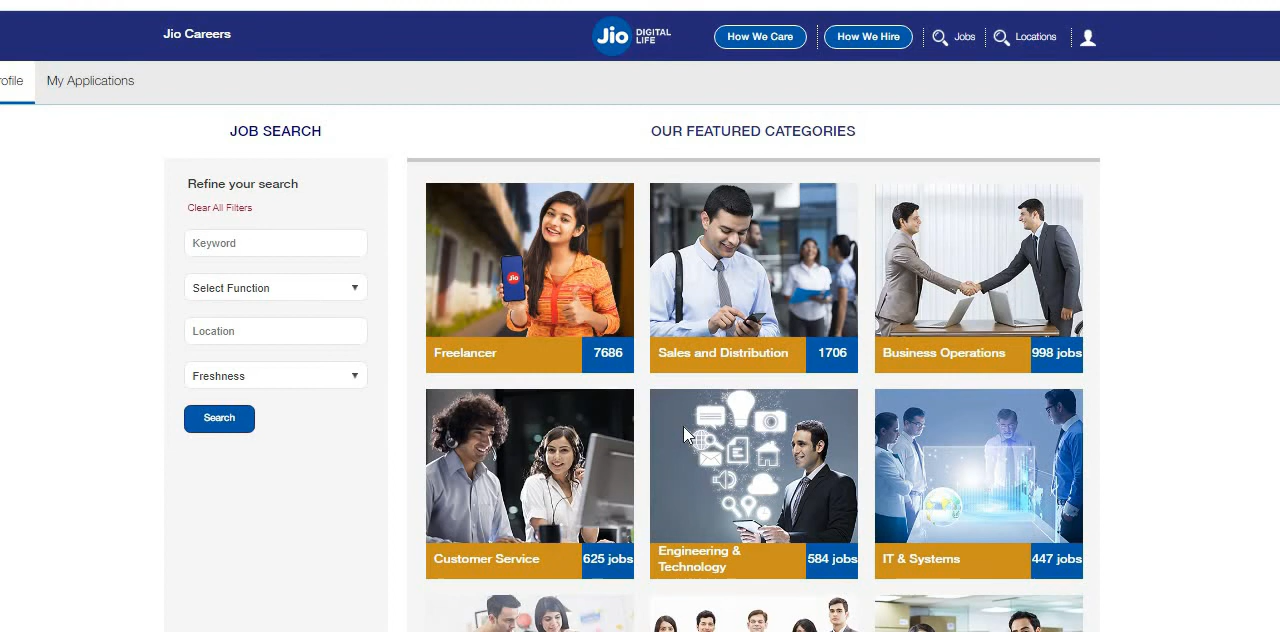 Jio Careers
Jio DIGITAL
LIFE
How We Care
How We Hire
Jobs
Locations
ofile
My Applications
JOB SEARCH
OUR FEATURED CATEGORIES
Refine your search
Clear All Filters
Keyword
Select Function
Location
Freshness
Search
Jio
Freelancer 7686
Sales and Distribution 1706
Business Operations 998 jobs
Customer Service 625 jobs
Engineering &
Technology 584 jobs
IT & Systems 447 jobs